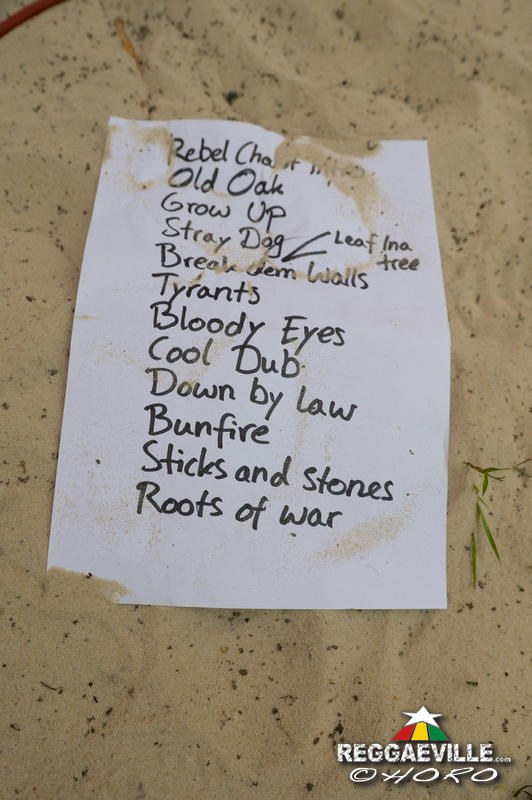 Rebel Chant Intro
Old Oak
Grow Up
Stray Dog < Leaf Ina tree
Break dem Walls
Tyrants
Bloody Eyes
Cool Dub
Down by law
Bunfire
Sticks and stones
Roots of war
REGGAEVILLE.com
©HORO